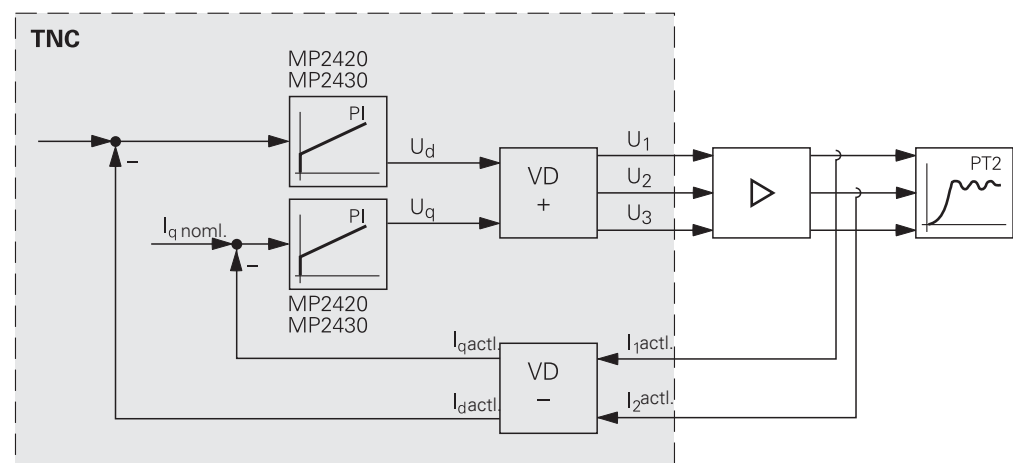 TNC
MP2420
MP2430
PI
Ud
U1
U2
U3
VD
+
PT2
Iq noml.
–
PI
Uq
–
MP2420
MP2430
Iqactl.
Idactl.
VD
–
I1actl.
I2actl.